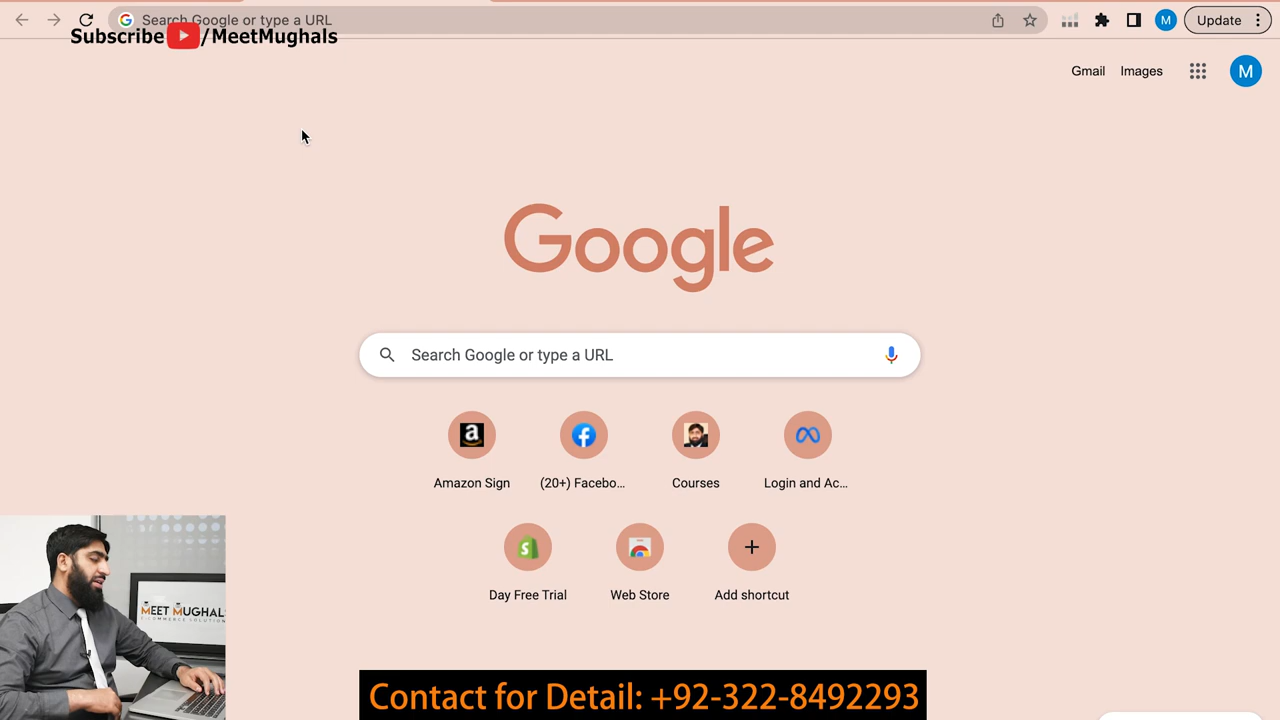 Search Google or type a URL
Update
Subscribe /MeetMughals
Gmail
Images
M
Google
Search Google or type a URL
Amazon Sign
(20+) Facebo...
Courses
Login and Ac...
Day Free Trial
Web Store
Add shortcut
MEET MUGHALS
Contact for Detail: +92-322-8492293